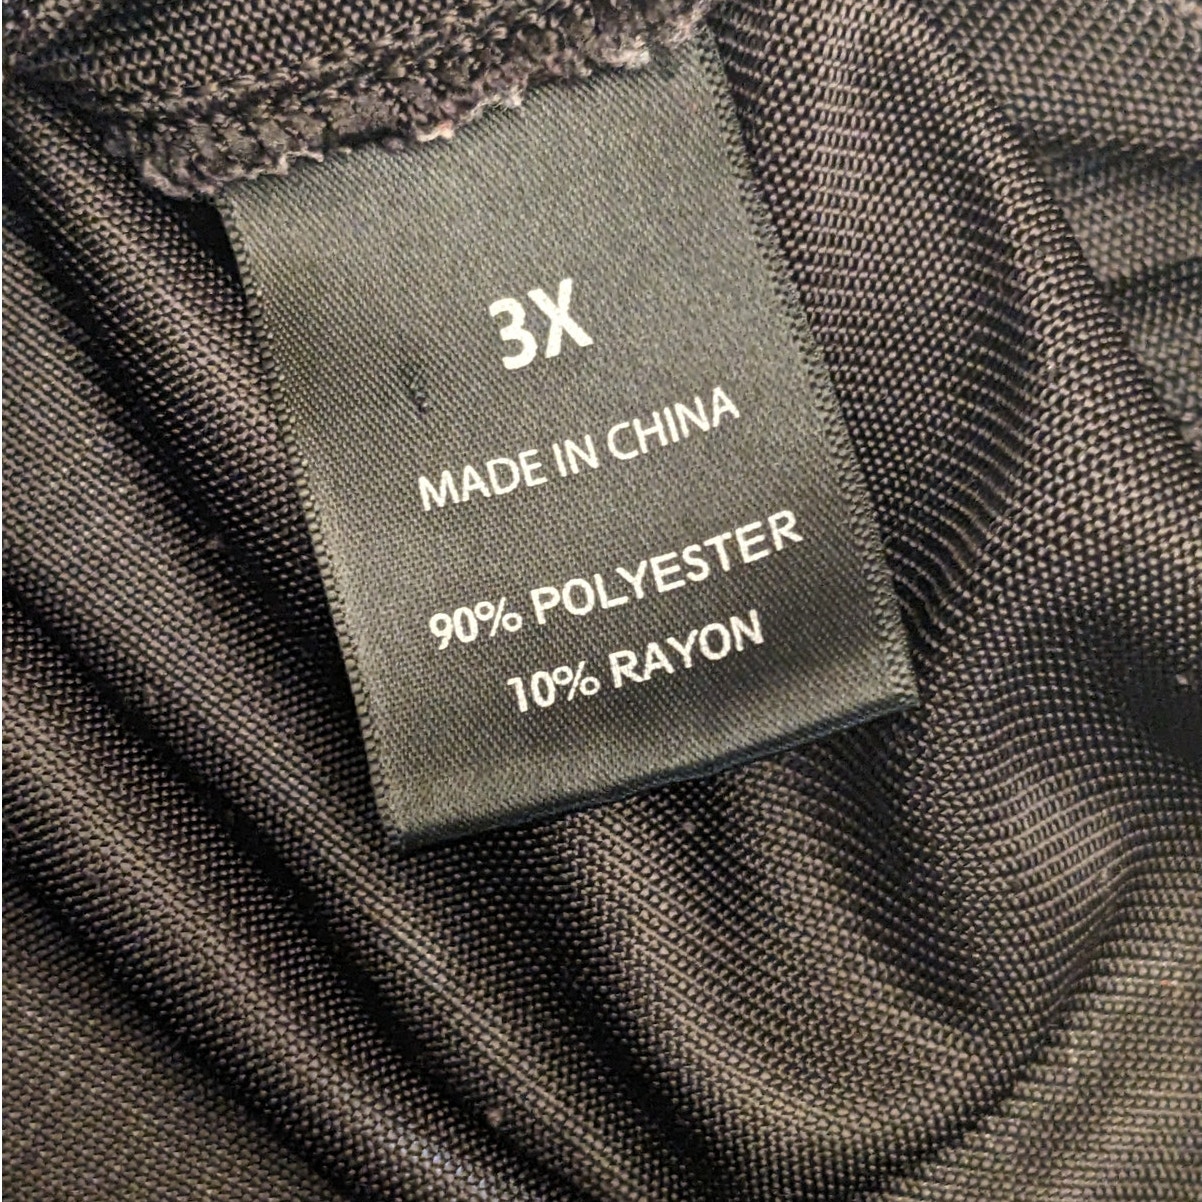 3X
MADE IN CHINA
90% POLYESTER
10% RAYON